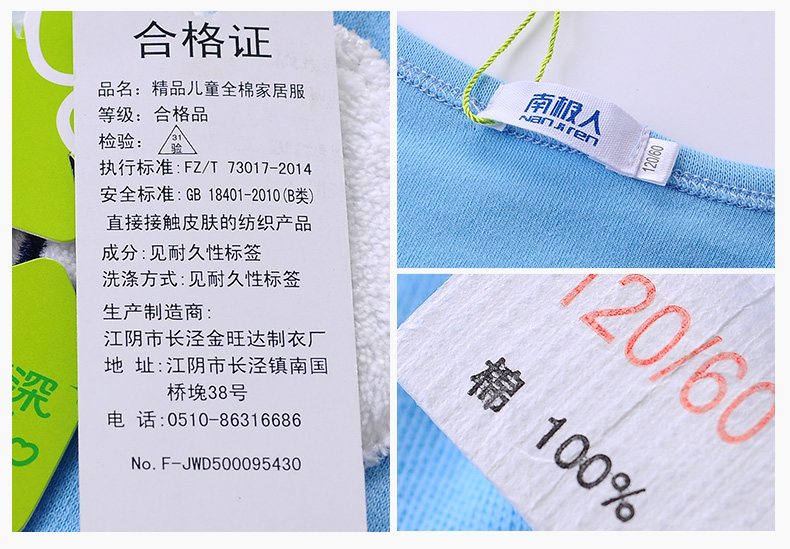 合格证
品名：精品儿童全棉家居服
等级：合格品
检验：31验
执行标准:FZ/T 73017-2014
安全标准:GB 18401-2010(B类)
直接接触皮肤的纺织产品
成分:见耐久性标签
洗涤方式:见耐久性标签
生产制造商:
江阴市长泾金旺达制衣厂
地 址:江阴市长泾镇南国
桥堍38号
电 话:0510-86316686
No.F-JWD500095430
深
南极人
Nanjiren
120/60
120/60
棉 100%